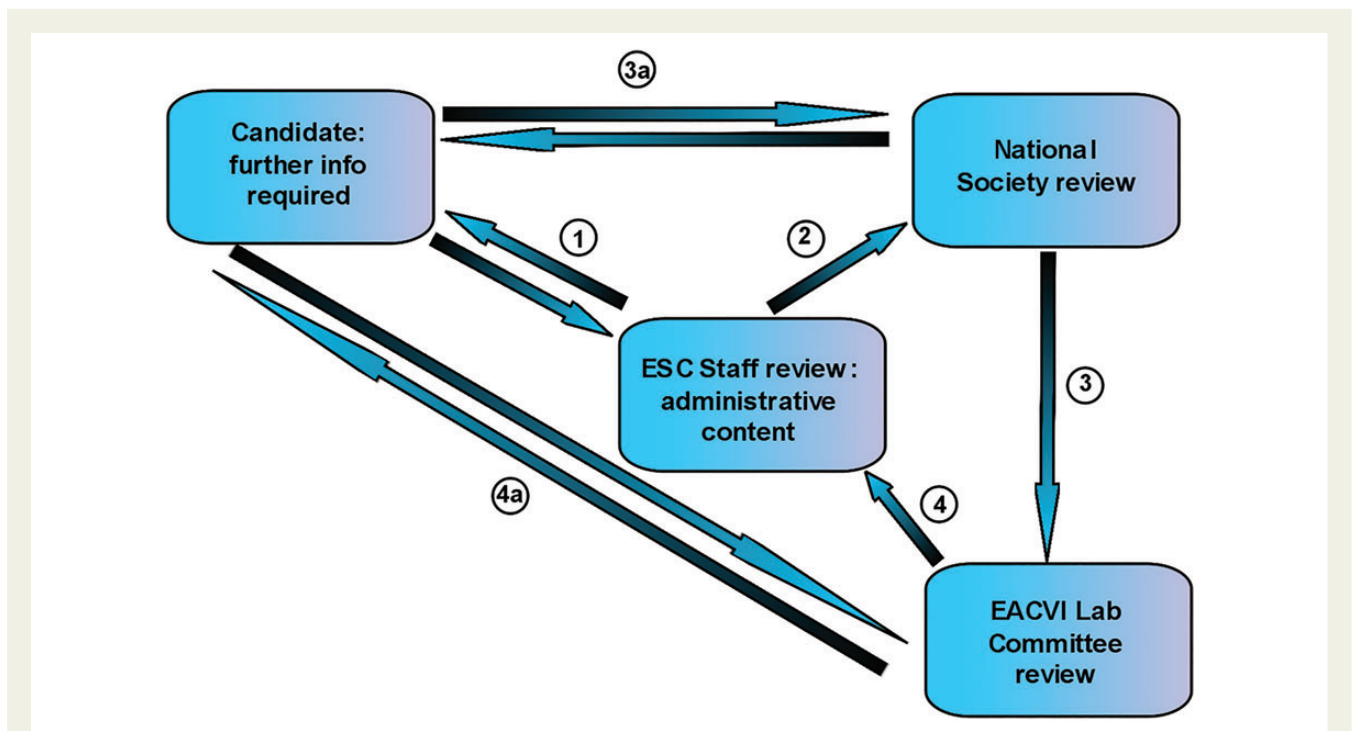 3a
Candidate:
further info
required
National
Society review
1
2
ESC Staff review :
administrative
content
3
4a
4
EACVI Lab
Committee
review